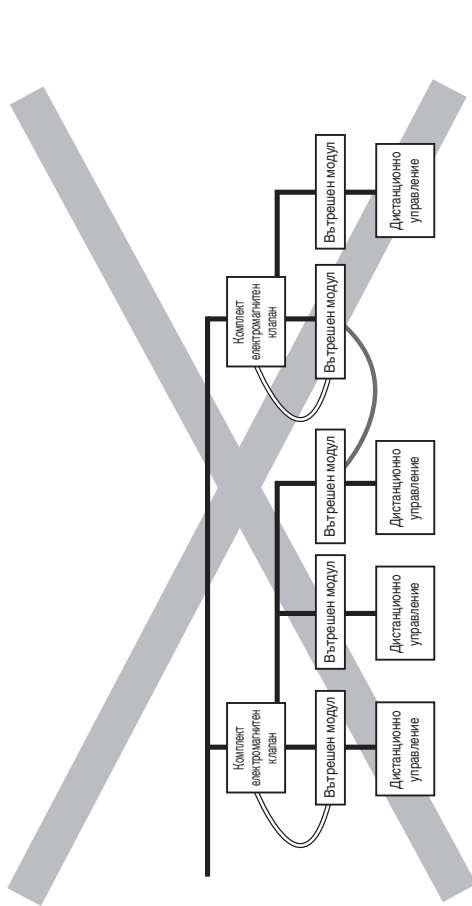 Комплект
електромагнитен
клапан
Комплект
електромагнитен
клапан
Вътрешен модул
Вътрешен модул
Вътрешен модул
Вътрешен модул
Вътрешен модул
Дистанционно
управление
Дистанционно
управление
Дистанционно
управление
Дистанционно
управление